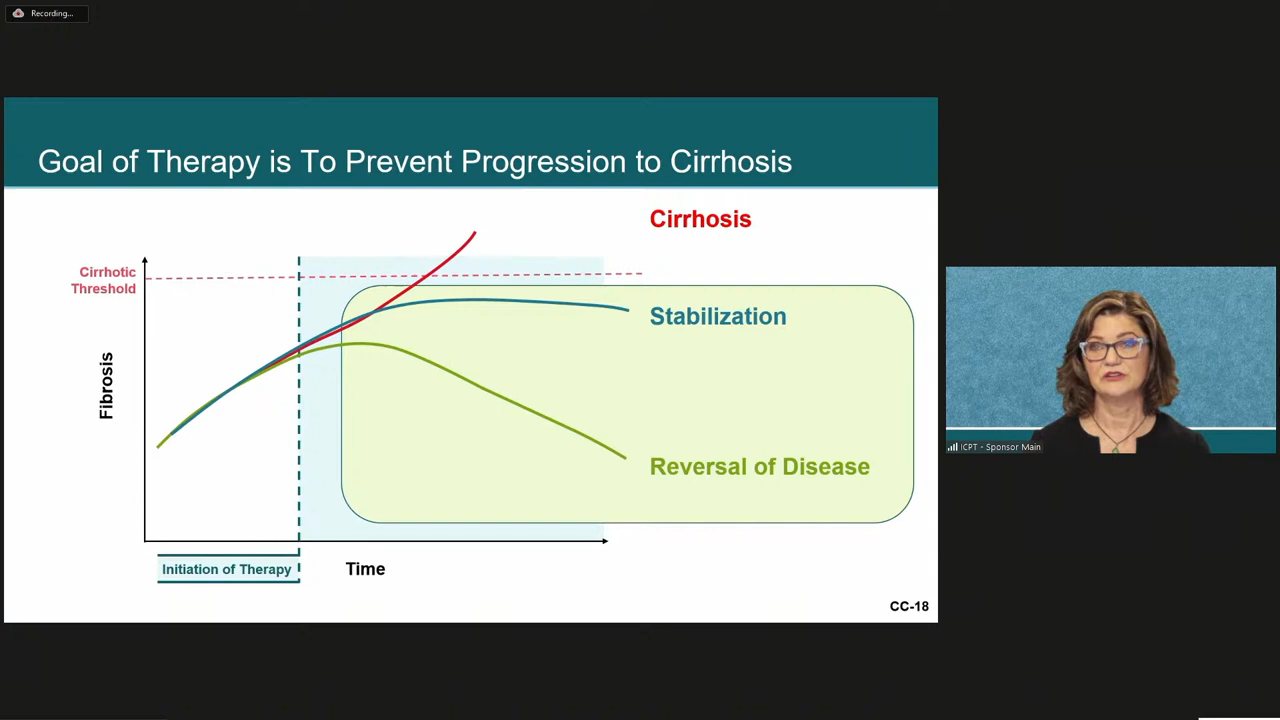 Recording...
Goal of Therapy is To Prevent Progression to Cirrhosis
Cirrhosis
Cirrhotic
Threshold
Stabilization
Fibrosis
Reversal of Disease
Initiation of Therapy
Time
CC-18
ICPT - Sponsor Main